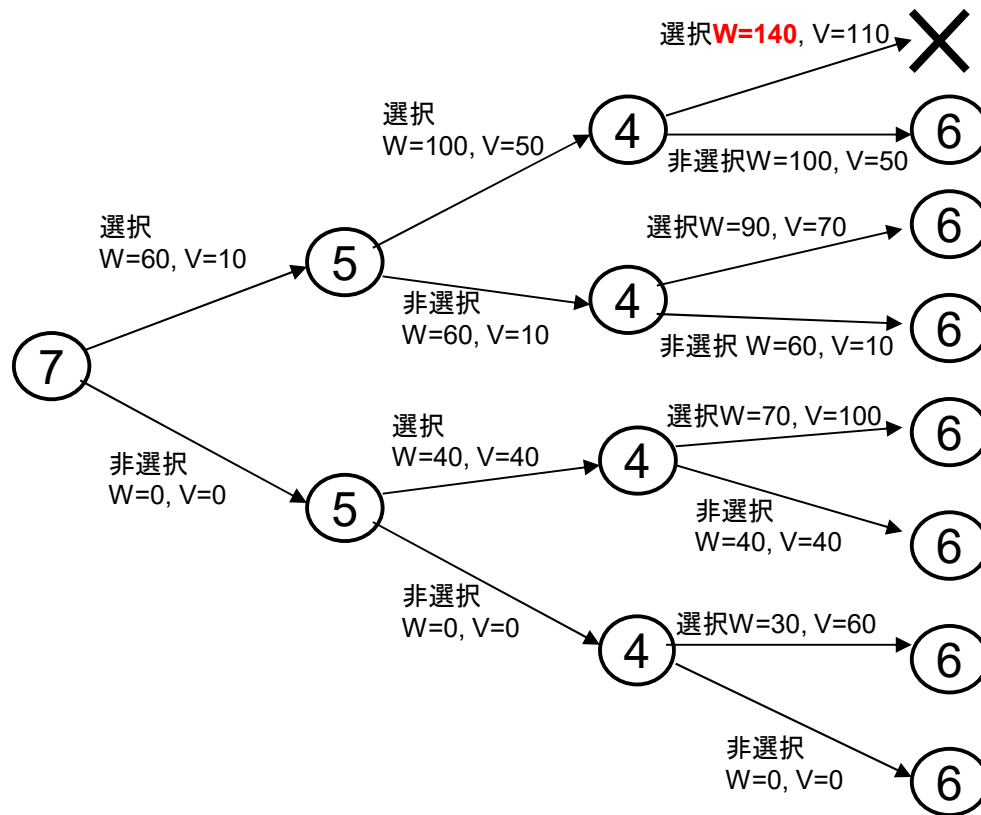 選択W=140, V=110
選択
W=100, V=50
4
6
非選択W=100, V=50
選択
W=60, V=10
5
選択W=90, V=70
6
非選択
W=60, V=10
4
非選択 W=60, V=10
6
7
選択
W=40, V=40
選択W=70, V=100
6
非選択
W=0, V=0
5
4
非選択
W=40, V=40
6
非選択
W=0, V=0
4
選択W=30, V=60
6
非選択
W=0, V=0
6